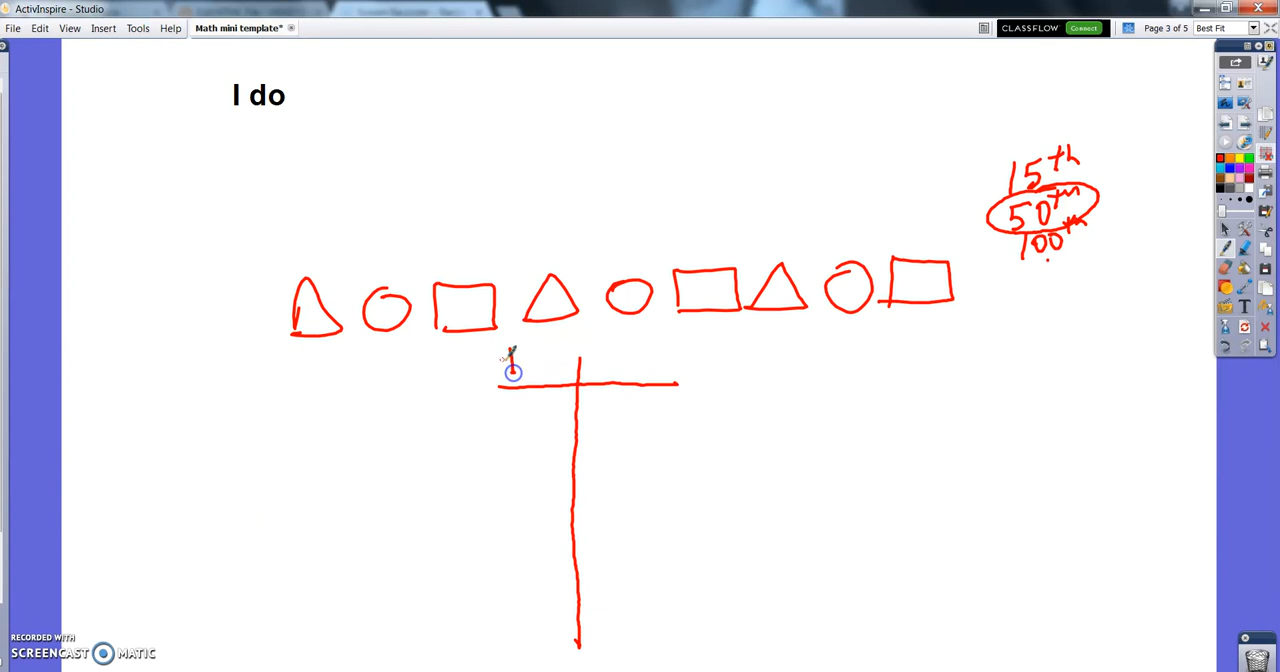 ActivInspire - Studio
File Edit View Insert Tools Help Math mini template* CLASSFLOW Connect Page 3 of 5 Best Fit
I do
15th
50th
100th
T
RECORDED WITH
SCREENCAST MATIC